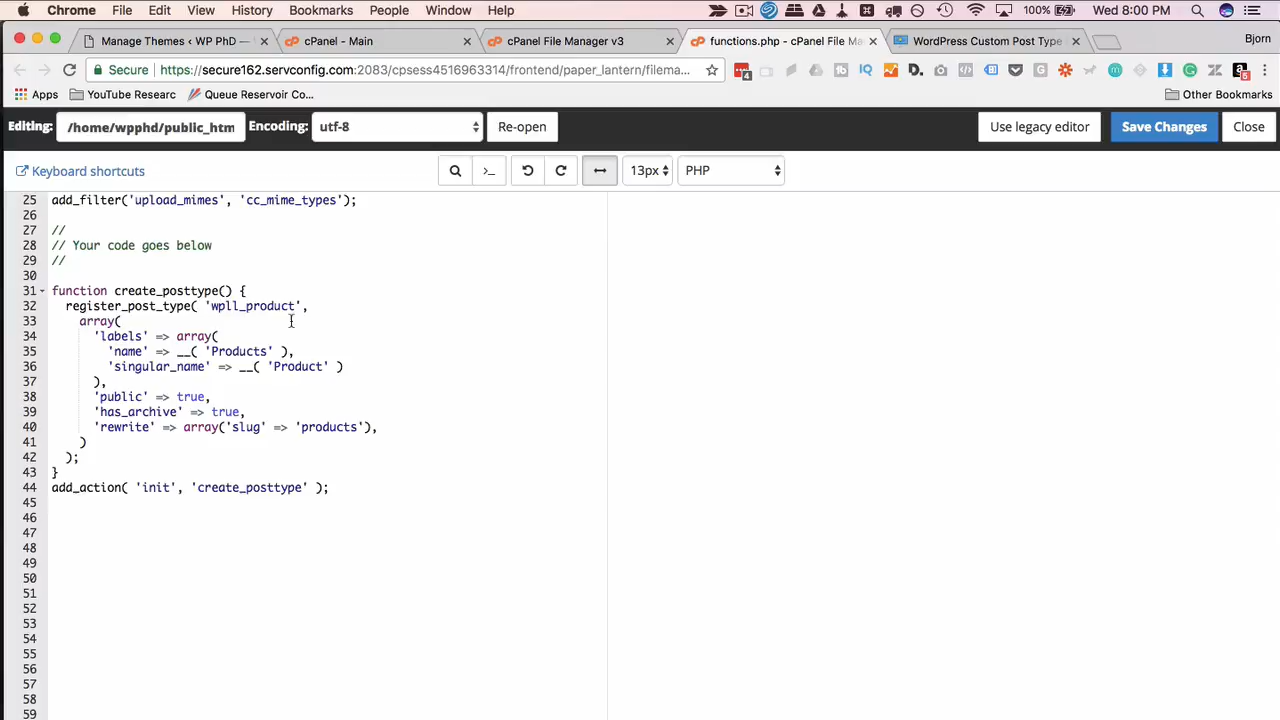 Chrome File Edit View History Bookmarks People Window Help 100% Wed 8:00 PM
Manage Themes < WP PhD — cPanel - Main cPanel File Manager v3 functions.php - cPanel File Ma WordPress Custom Post Type Bjorn
Secure https://secure162.servconfig.com:2083/cpsess4516963314/frontend/paper_lantern/filema...
Apps YouTube Researc Queue Reservoir Co... Other Bookmarks
Editing: /home/wpphd/public_htm Encoding: utf-8 Re-open Use legacy editor Save Changes Close
Keyboard shortcuts >_ 13px PHP
25 add_filter('upload_mimes', 'cc_mime_types');
26
27 //
28 // Your code goes below
29 //
30
31 function create_posttype() {
32 register_post_type( 'wpll_product',
33 array(
34 'labels' => array(
35 'name' => __( 'Products' ),
36 'singular_name' => __( 'Product' )
37 ),
38 'public' => true,
39 'has_archive' => true,
40 'rewrite' => array('slug' => 'products'),
41 )
42 );
43 }
44 add_action( 'init', 'create_posttype' );
45
46
47
48
49
50
51
52
53
54
55
56
57
58
59